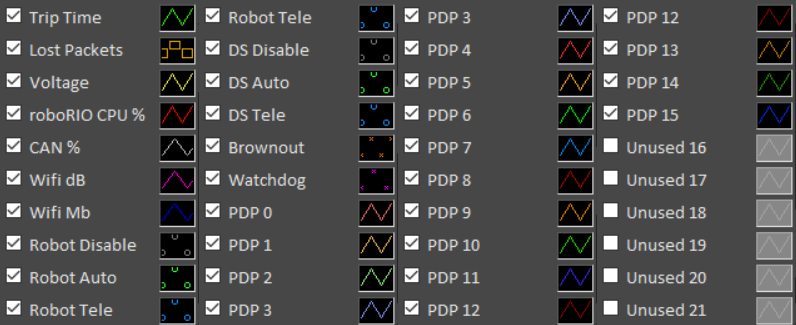 Trip Time
Lost Packets
Voltage
roboRIO CPU %
CAN %
Wifi dB
Wifi Mb
Robot Disable
Robot Auto
Robot Tele
Robot Tele
DS Disable
DS Auto
DS Tele
Brownout
Watchdog
PDP 0
PDP 1
PDP 2
PDP 3
PDP 3
PDP 4
PDP 5
PDP 6
PDP 7
PDP 8
PDP 9
PDP 10
PDP 11
PDP 12
PDP 12
PDP 13
PDP 14
PDP 15
Unused 16
Unused 17
Unused 18
Unused 19
Unused 20
Unused 21